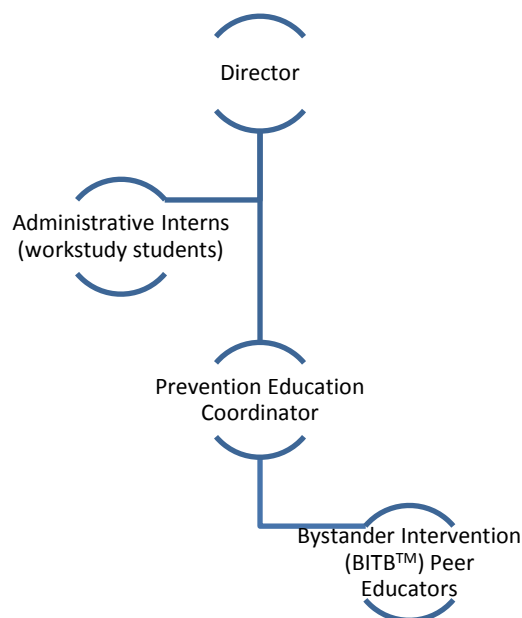 Director
Administrative Interns
(workstudy students)
Prevention Education
Coordinator
Bystander Intervention
(BITB™) Peer
Educators